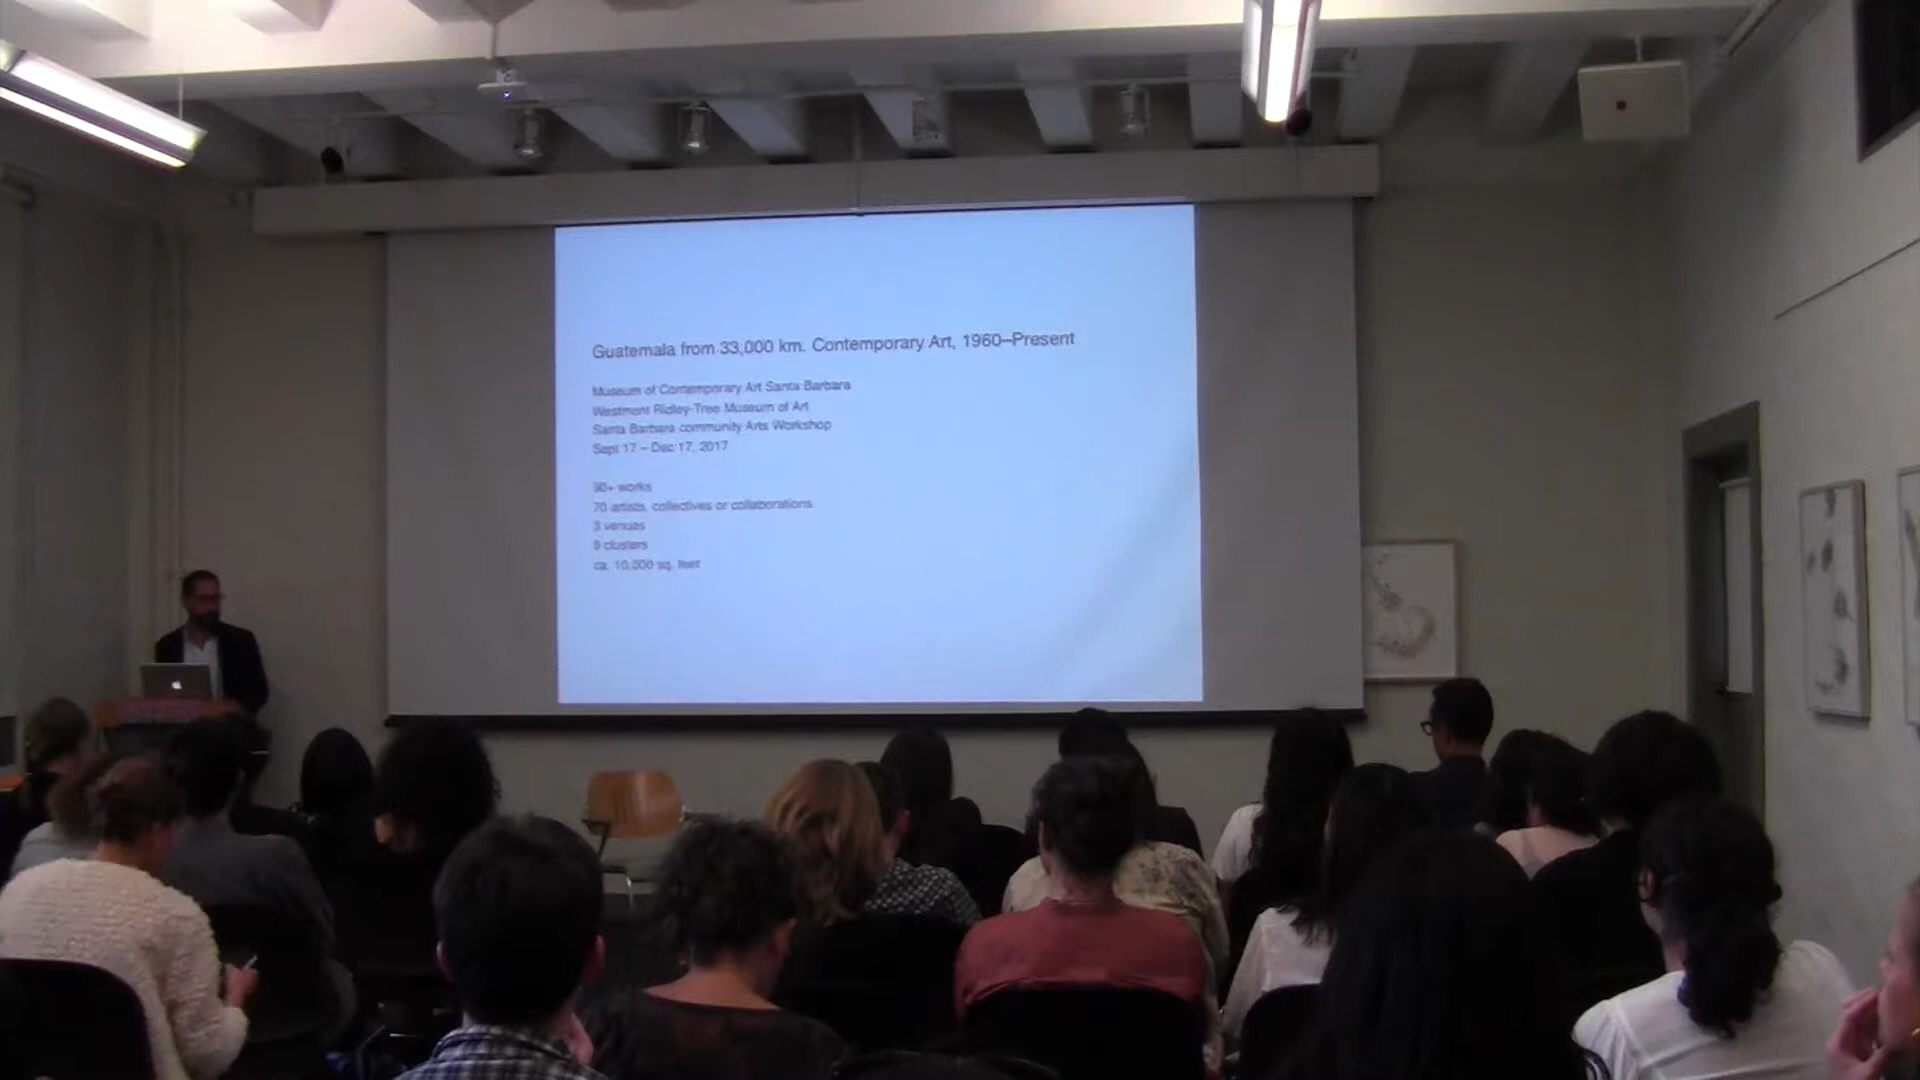 Guatemala from 33,000 km. Contemporary Art, 1960–Present
Museum of Contemporary Art Santa Barbara
Westmont Ridley-Tree Museum of Art
Santa Barbara community Arts Workshop
Sept 17 – Dec 17, 2017
90+ works
70 artists, collectives or collaborations
3 venues
9 clusters
ca. 10,000 sq. feet